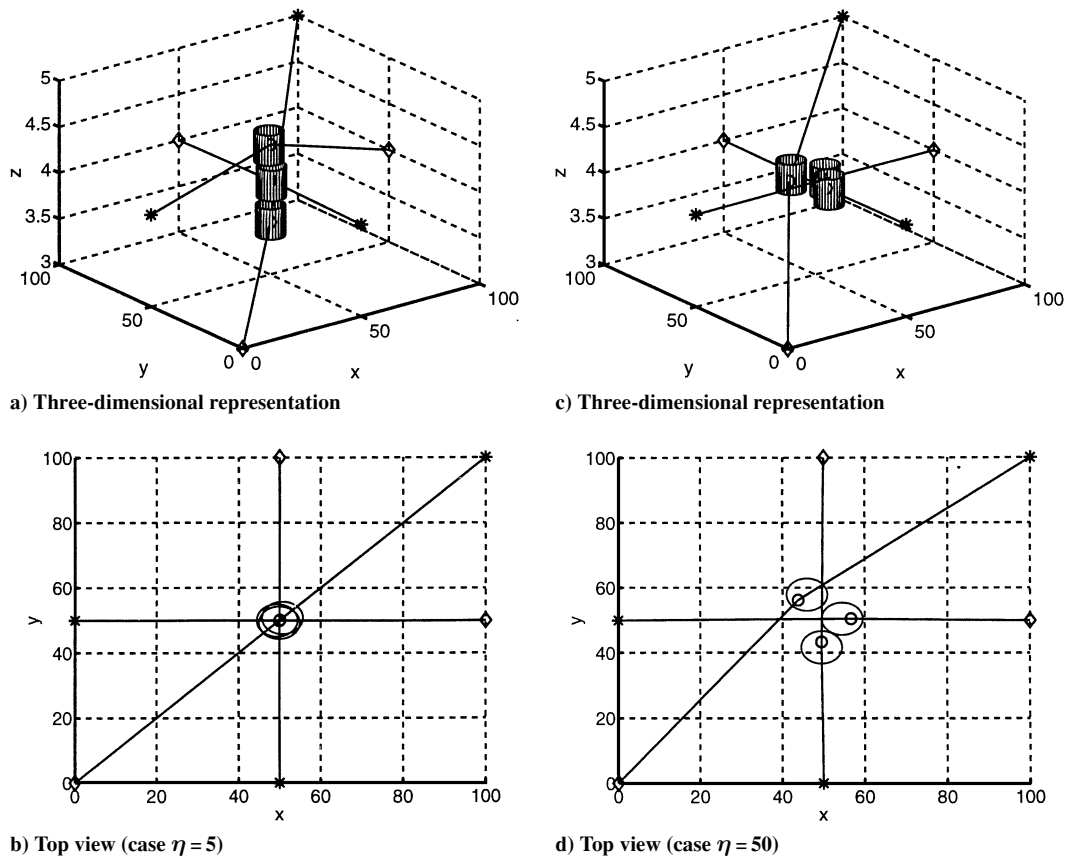 5
4.5
4
3.5
3
z
100
50
0
y
0
50
100
x
a) Three-dimensional representation
5
4.5
4
3.5
3
z
100
50
0
y
0
50
100
x
c) Three-dimensional representation
100
80
60
40
20
0
y
0 20 40 60 80 100
x
b) Top view (case η = 5)
100
80
60
40
20
0
y
0 20 40 60 80 100
x
d) Top view (case η = 50)